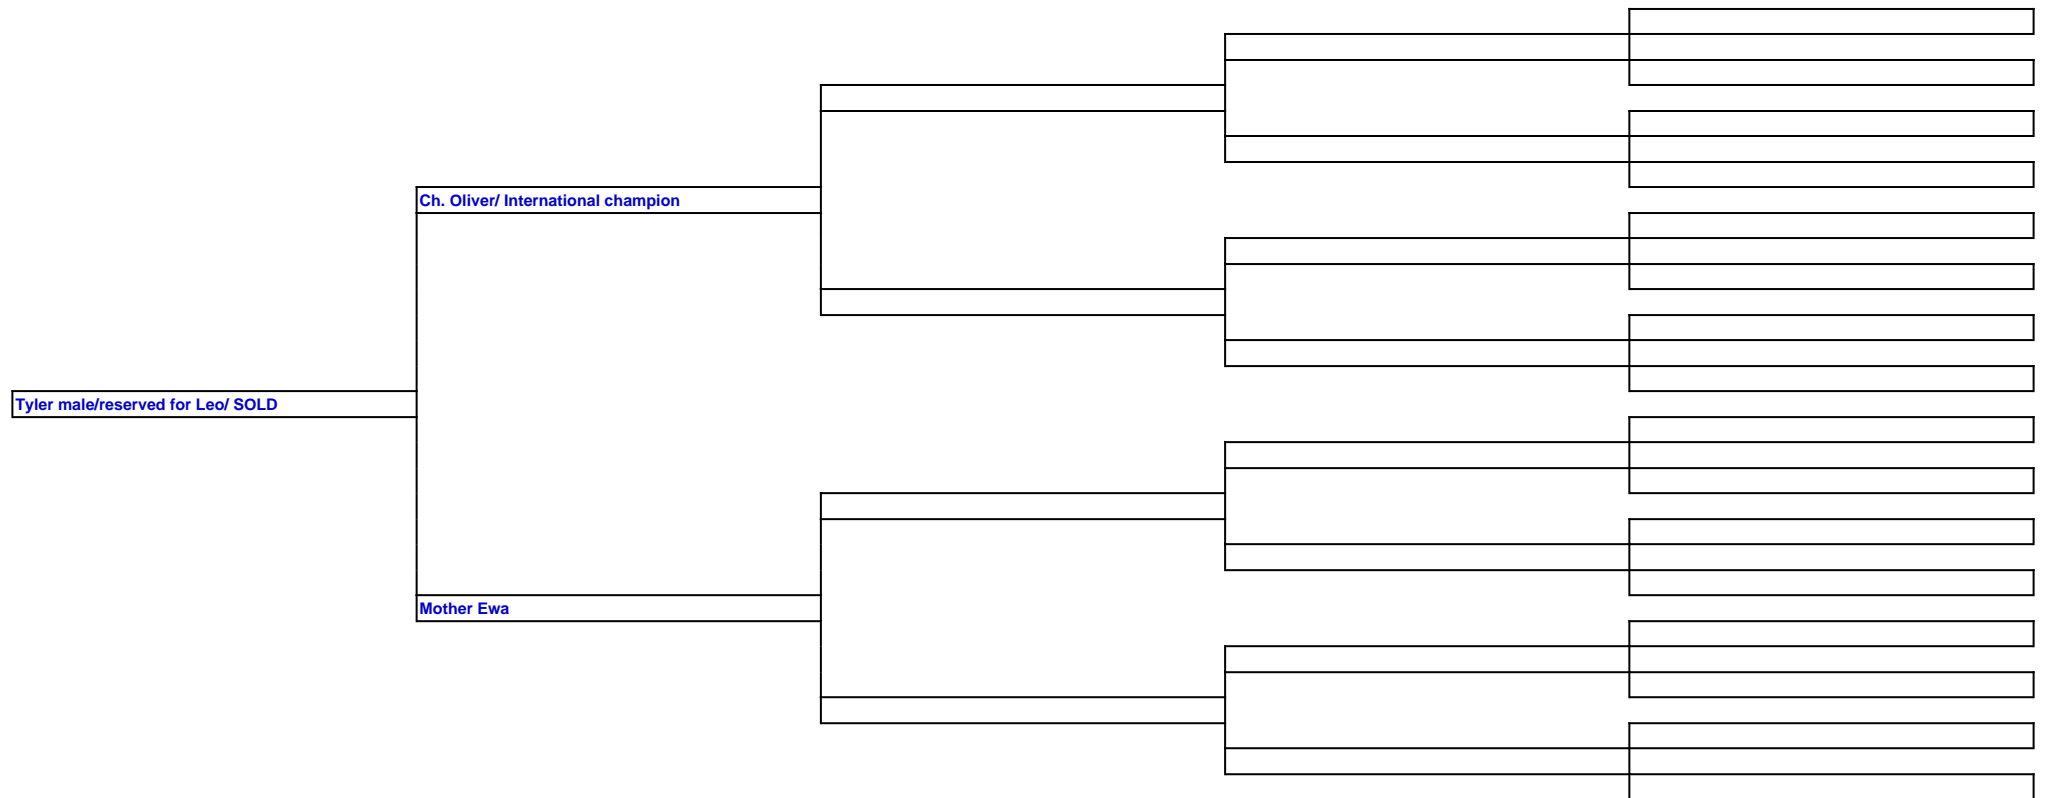 Ch. Oliver/ International champion
Tyler male/reserved for Leo/ SOLD
Mother Ewa